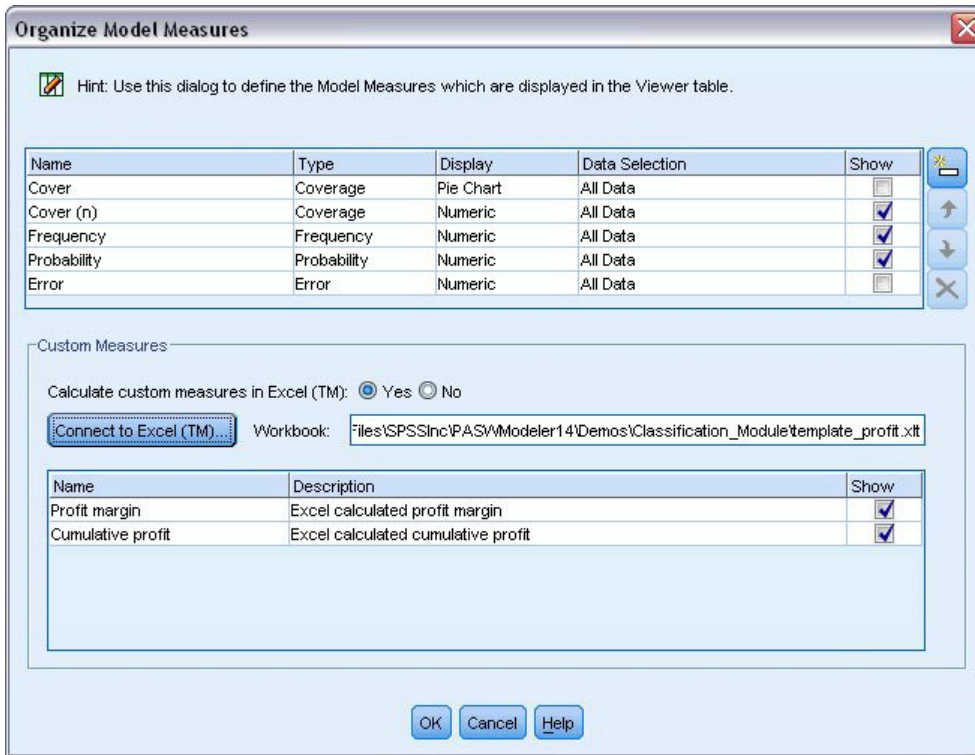 Organize Model Measures
Hint: Use this dialog to define the Model Measures which are displayed in the Viewer table.
Name Type Display Data Selection Show
Cover Coverage Pie Chart All Data
Cover (n) Coverage Numeric All Data
Frequency Frequency Numeric All Data
Probability Probability Numeric All Data
Error Error Numeric All Data
Custom Measures
Calculate custom measures in Excel (TM): Yes No
Connect to Excel (TM)... Workbook: Files\SPSSInc\PASWModeler14\Demos\Classification_Module\template_profit.xlt
Name Description Show
Profit margin Excel calculated profit margin
Cumulative profit Excel calculated cumulative profit
OK Cancel Help